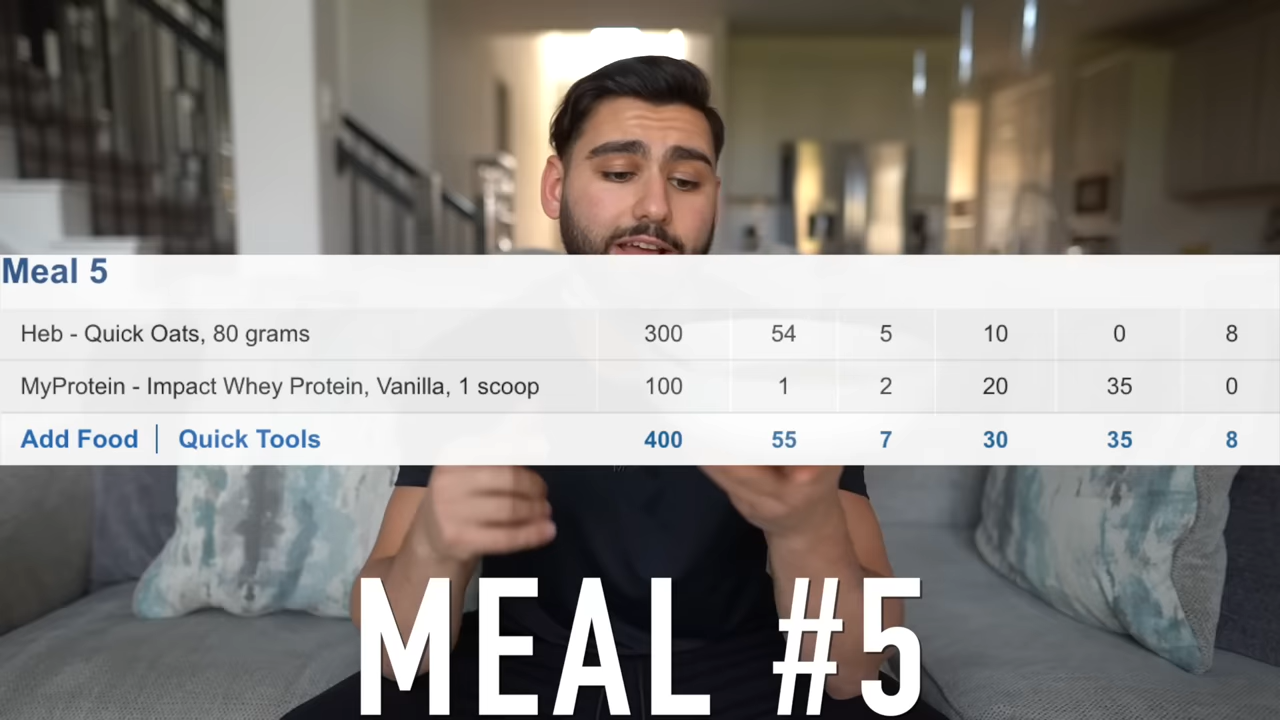 Meal 5
Heb - Quick Oats, 80 grams 300 54 5 10 0 8
MyProtein - Impact Whey Protein, Vanilla, 1 scoop 100 1 2 20 35 0
Add Food | Quick Tools 400 55 7 30 35 8
MEAL #5